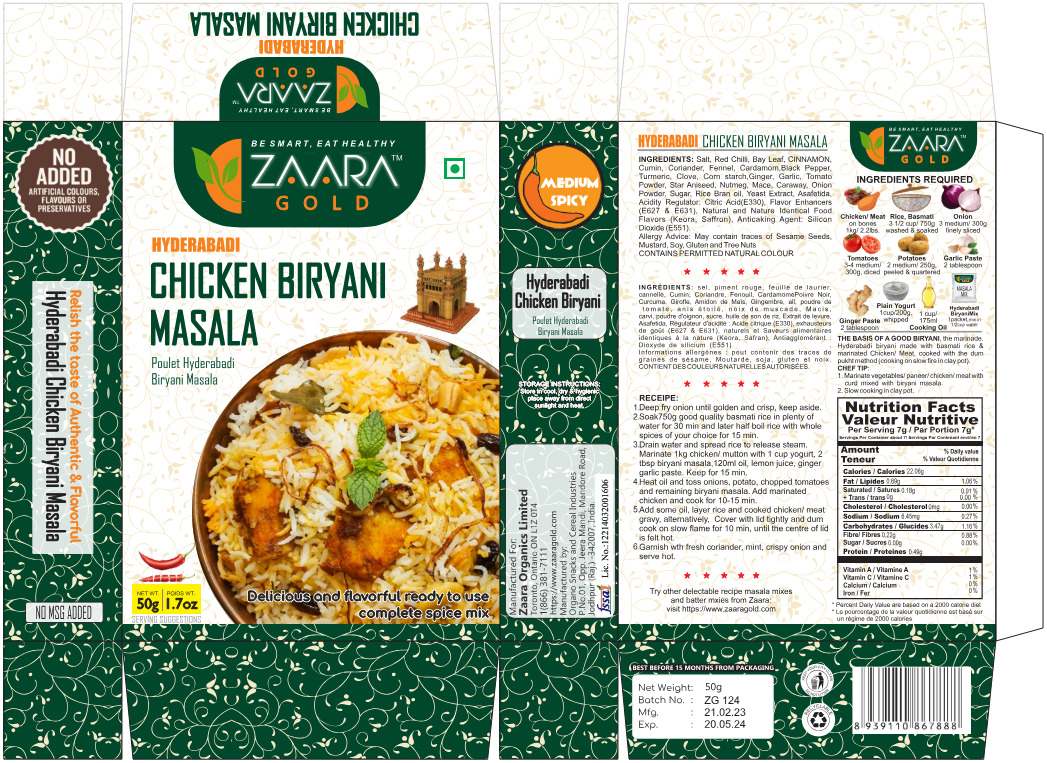 CHICKEN BIRYANI MASALA
HYDERABADI
ZAARA
GOLD
BE SMART, EAT HEALTHY
TM
NO
ADDED
ARTIFICIAL COLOURS,
FLAVOURS OR
PRESERVATIVES
Relish the taste of Authentic & Flavorful
Hyderabadi Chicken Biryani Masala
NO MSG ADDED
BE SMART, EAT HEALTHY
ZAARA™
GOLD
HYDERABADI
CHICKEN BIRYANI
MASALA
Poulet Hyderabadi
Biryani Masala
NET WT. POIDS WT.
50g 1.7oz
SERVING SUGGESTIONS
Delicious and flavorful ready to use
complete spice mix.
MEDIUM
SPICY
Hyderabadi
Chicken Biryani
Poulet Hyderabadi
Biryani Masala
STORAGE INSTRUCTIONS:
Store in cool, dry & hygienic
place away from direct
sunlight and heat.
Manufactured For:
Zaara Organics Limited
Toronto, Ontario ON L1Z 0T4
1(866) 381-7111
https://www.zaaragold.com
Manufactured by:
Organo Snacks and Cereal Industries
P.No.01, Opp. Jeera Mandi, Mandore Road,
Jodhpur (Raj.) -342007, India.
fssai Lic. No.:12214032001606
HYDERABADI CHICKEN BIRYANI MASALA
INGREDIENTS: Salt, Red Chilli, Bay Leaf, CINNAMON,
Cumin, Coriander, Fennel, Cardamom,Black Pepper,
Turmeric, Clove, Corn starch,Ginger, Garlic, Tomato
Powder, Star Aniseed, Nutmeg, Mace, Caraway, Onion
Powder, Sugar, Rice Bran oil, Yeast Extract, Asafetida,
Acidity Regulator: Citric Acid(E330), Flavor Enhancers
(E627 & E631), Natural and Nature Identical Food
Flavors (Keora, Saffron), Anticaking Agent: Silicon
Dioxide (E551).
Allergy Advice: May contain traces of Sesame Seeds,
Mustard, Soy, Gluten and Tree Nuts
CONTAINS PERMITTED NATURAL COLOUR
INGRÉDIENTS: sel, piment rouge, feuille de laurier,
cannelle, Cumin, Coriandre, Fenouil, CardamomePoivre Noir,
Curcuma, Girofle, Amidon de Maïs, Gingembre, ail, poudre de
tomate, anis étoilé, noix de muscade, Macis,
carvi, poudre d'oignon, sucre, huile de son de riz, Extrait de levure,
Asafetida, Régulateur d'acidité : Acide citrique (E330), exhausteurs
de goût (E627 & E631), naturels et Saveurs alimentaires
identiques à la nature (Keora, Safran), Antiagglomérant :
Dioxyde de silicium (E551)
Informations allergènes : peut contenir des traces de
graines de sésame, Moutarde, soja, gluten et noix.
CONTIENT DES COULEURS NATURELLES AUTORISÉES.
RECEIPE:
1.Deep fry onion until golden and crisp, keep aside.
2.Soak750g good quality basmati rice in plenty of
water for 30 min and later half boil rice with whole
spices of your choice for 15 min.
3.Drain water and spread rice to release steam.
Marinate 1kg chicken/ mutton with 1 cup yogurt, 2
tbsp biryani masala,120ml oil, lemon juice, ginger
garlic paste. Keep for 15 min.
4.Heat oil and toss onions, potato, chopped tomatoes
and remaining biryani masala. Add marinated
chicken and cook for 10-15 min.
5.Add some oil, layer rice and cooked chicken/ meat
gravy, alternatively, Cover with lid tightly and dum
cook on slow flame for 10 min, until the centre of lid
is felt hot.
6.Garnish wth fresh coriander, mint, crispy onion and
serve hot.
Try other delectable recipe masala mixes
and batter mxies from Zaara:
visit https://www.zaaragold.com
BE SMART, EAT HEALTHY
ZAARA™
GOLD
INGREDIENTS REQUIRED
Chicken/ Meat
on bones
1kg/ 2.2lbs.
Rice, Basmati
3 1/2 cup/ 750g
washed & soaked
Onion
3 medium/ 300g
finely sliced
Tomatoes
3-4 medium/
300g, diced
Potatoes
2 medium/ 250g,
peeled & quartered
Garlic Paste
2 tablespoon
Ginger Paste
2 tablespoon
Plain Yogurt
1cup/200g,
whipped
1 cup/
175ml
Cooking Oil
MASALA
MIX
Hyderabadi
BiryaniMix
1packet,mix in
1/2cup water
THE BASIS OF A GOOD BIRYANI, the marinade.
Hyderabadi biryani made with basmati rice &
marinated Chicken/ Meat, cooked with the dum
pukht mathod (cooking on slow fire in clay pot).
CHEF TIP:
1. Marinate vegetables/ paneer/ chicken/ meat with
curd mixed with biryani masala.
2. Slow cooking in clay pot.
Nutrition Facts
Valeur Nutritive
Per Serving 7g / Par Portion 7g*
Servings Per Container about 7/ Servings Par Contenant environ 7
Amount % Daily value
Teneur % Valeur Quotidienne
Calories / Calories 22.06g
Fat / Lipides 0.69g 1.06%
Saturated / Satures 0.18g 0.91%
+ Trans / trans 0g 0.00%
Cholesterol / Cholesterol 0mg 0.00%
Sodium / Sodium 6.45mg 0.27%
Carbohydrates / Glucides 3.47g 1.16%
Fibre/ Fibres 0.22g 0.88%
Sugar / Sucres 0.00g 0.00%
Protein / Proteines 0.49g
Vitamin A / Vitamine A 1%
Vitamin C / Vitamine C 1%
Calcium / Calcium 0%
Iron / Fer 0%
* Percent Daily Value are based on a 2000 calorie diet
* Le pourcentage de la valeur quotidienne est basé sur
un régime de 2000 calories
BEST BEFORE 15 MONTHS FROM PACKAGING
Net Weight: 50g
Batch No. : ZG 124
Mfg. : 21.02.23
Exp. : 20.05.24
RECYCLABLE
8 939110 867888